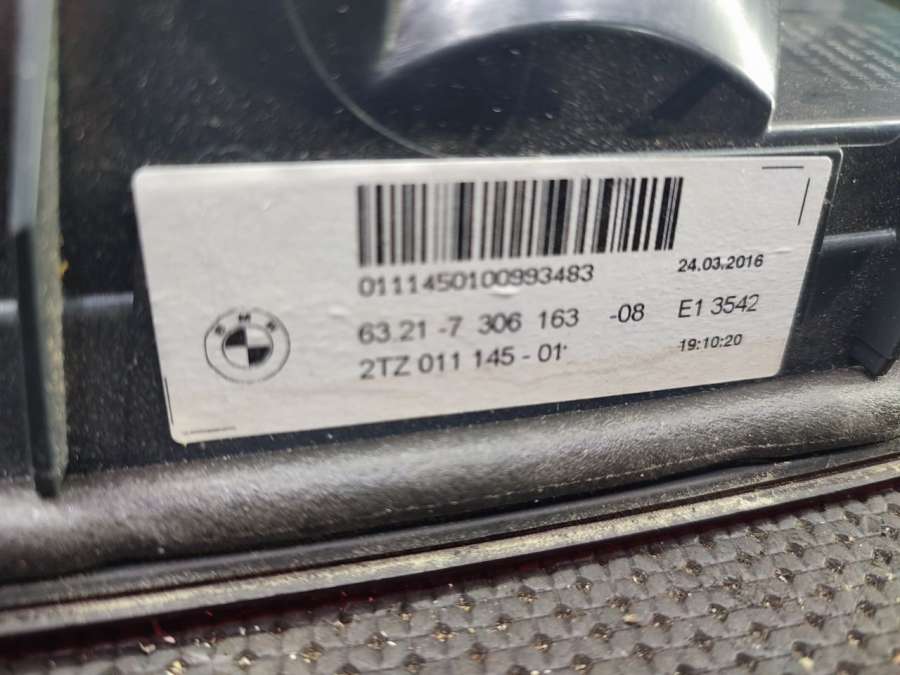 0111450100993483
24.03.2016
63.21 -7 306 163 -08 E1 3542
2TZ 011 145 - 01
19:10:20
BMW